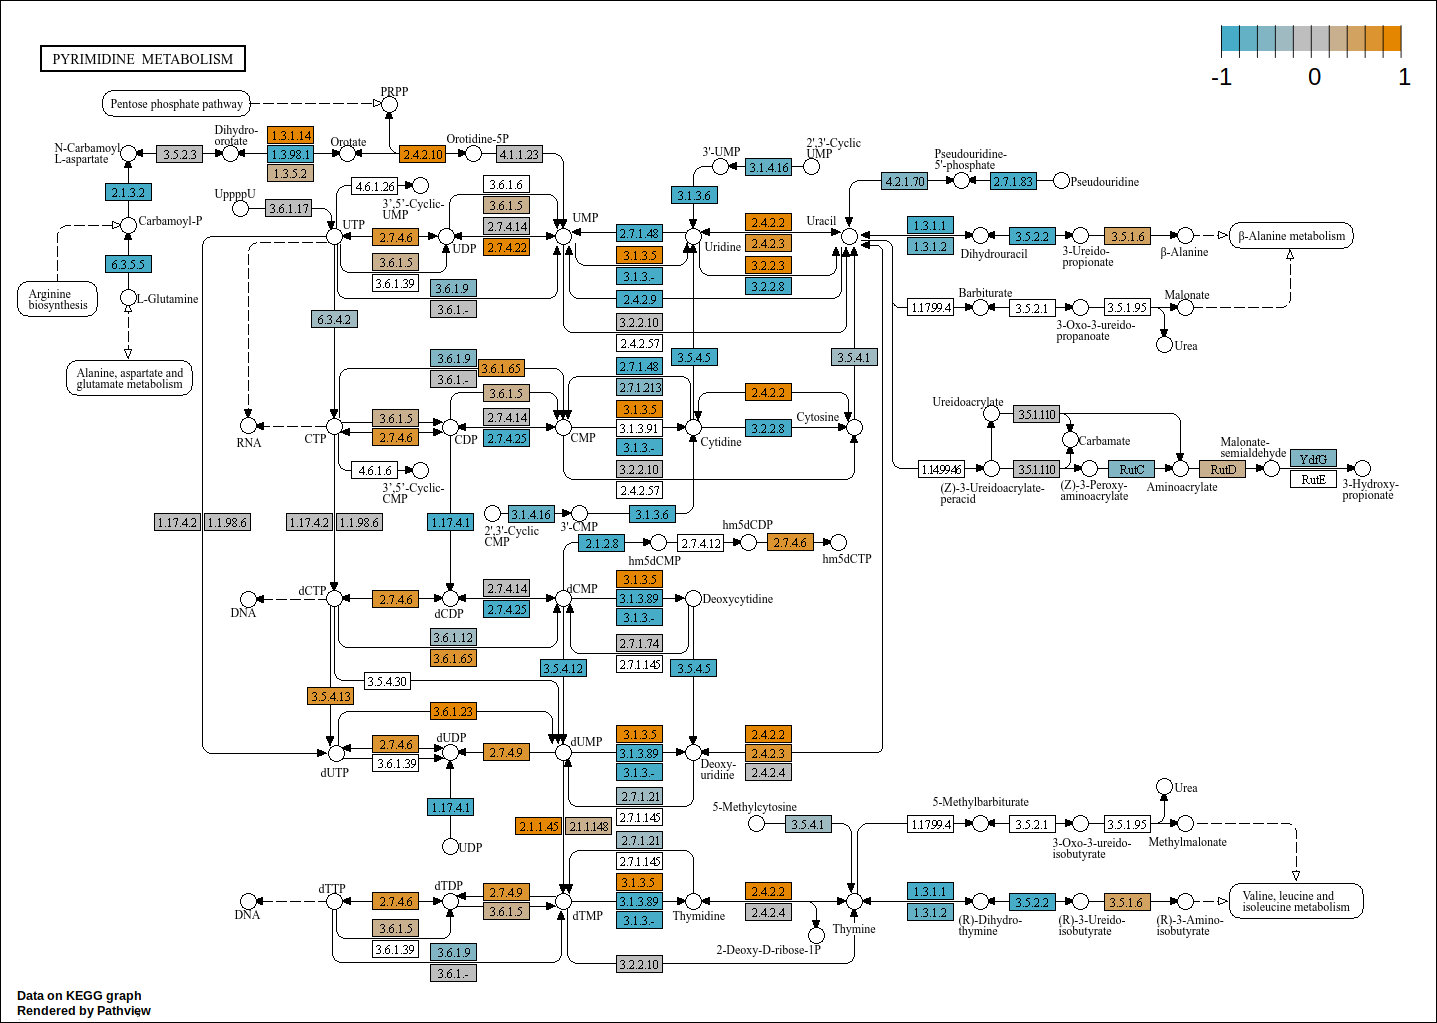 PYRIMIDINE METABOLISM
-1
0
1
Pentose phosphate pathway
PRPP
N-Carbamoyl-
L-aspartate
3.5.2.3
Dihydro-
orotate
1.3.1.14
1.3.98.1
1.3.5.2
Orotate
2.4.2.10
Orotidine-5P
4.1.1.23
2.1.3.2
UppppU
3.6.1.17
Carbamoyl-P
6.3.5.5
L-Glutamine
Arginine
biosynthesis
Alanine, aspartate and
glutamate metabolism
4.6.1.26
3',5'-Cyclic-
UMP
UTP
2.7.4.6
3.6.1.5
3.6.1.39
UDP
3.6.1.6
3.6.1.5
2.7.4.14
2.7.4.22
3.6.1.9
3.6.1.-
UMP
2.7.1.48
3.1.3.5
3.1.3.-
2.4.2.9
3.2.2.10
2.4.2.57
3'-UMP
3.1.4.16
2',3'-Cyclic
UMP
3.1.3.6
Uridine
2.4.2.2
2.4.2.3
3.2.2.3
3.2.2.8
Uracil
4.2.1.70
Pseudouridine-
5'-phosphate
2.7.1.83
Pseudouridine
1.3.1.1
1.3.1.2
Dihydrouracil
3.5.2.2
3-Ureido-
propionate
3.5.1.6
β-Alanine
β-Alanine metabolism
1.17.99.4
Barbiturate
3.5.2.1
3-Oxo-3-ureido-
propanoate
3.5.1.95
Malonate
Urea
6.3.4.2
3.6.1.9
3.6.1.-
3.6.1.65
2.7.1.48
2.7.1.213
3.5.4.5
3.5.4.1
RNA
CTP
3.6.1.5
2.7.4.6
CDP
3.6.1.5
2.7.4.14
2.7.4.25
CMP
3.1.3.5
3.1.3.91
3.1.3.-
3.2.2.10
2.4.2.57
Cytidine
2.4.2.2
3.2.2.8
Cytosine
4.6.1.6
3',5'-Cyclic-
CMP
Ureidoacrylate
3.5.1.110
Carbamate
1.14.99.46
(Z)-3-Ureidoacrylate-
peracid
3.5.1.110
(Z)-3-Peroxy-
aminoacrylate
RutC
Aminoacrylate
RutD
Malonate-
semialdehyde
YdfG
RutE
3-Hydroxy-
propionate
1.17.4.2
1.1.98.6
1.17.4.2
1.1.98.6
1.17.4.1
2',3'-Cyclic
CMP
3.1.4.16
3'-CMP
3.1.3.6
2.1.2.8
hm5dCMP
2.7.4.12
hm5dCDP
2.7.4.6
hm5dCTP
DNA
dCTP
2.7.4.6
dCDP
2.7.4.14
2.7.4.25
dCMP
3.1.3.5
3.1.3.89
3.1.3.-
Deoxycytidine
3.6.1.12
3.6.1.65
2.7.1.74
2.7.1.145
3.5.4.12
3.5.4.5
3.5.4.30
3.5.4.13
3.6.1.23
dUTP
2.7.4.6
3.6.1.39
dUDP
2.7.4.9
dUMP
3.1.3.5
3.1.3.89
3.1.3.-
Deoxy-
uridine
2.4.2.2
2.4.2.3
2.4.2.4
1.17.4.1
UDP
2.7.1.21
2.7.1.145
2.1.1.45
2.1.1.148
2.7.1.21
2.7.1.145
5-Methylcytosine
3.5.4.1
5-Methylbarbiturate
1.17.99.4
3.5.2.1
3-Oxo-3-ureido-
isobutyrate
3.5.1.95
Methylmalonate
Urea
DNA
dTTP
2.7.4.6
3.6.1.5
3.6.1.39
dTDP
2.7.4.9
3.6.1.5
3.6.1.9
3.6.1.-
dTMP
3.1.3.5
3.1.3.89
3.1.3.-
3.2.2.10
Thymidine
2.4.2.2
2.4.2.4
2-Deoxy-D-ribose-1P
Thymine
1.3.1.1
1.3.1.2
(R)-Dihydro-
thymine
3.5.2.2
(R)-3-Ureido-
isobutyrate
3.5.1.6
(R)-3-Amino-
isobutyrate
Valine, leucine and
isoleucine metabolism
Data on KEGG graph
Rendered by Pathview